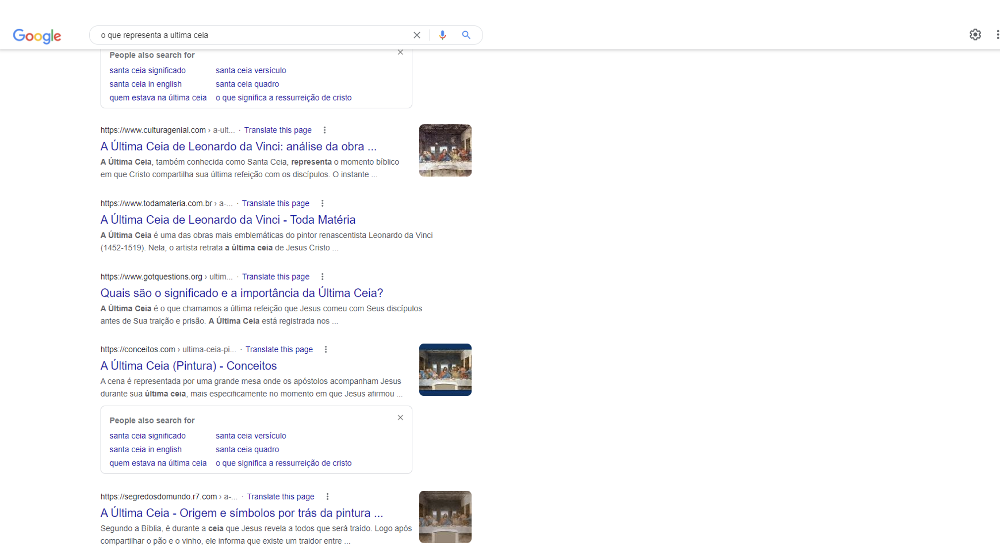 Google
o que representa a ultima ceia
People also search for
santa ceia significado
santa ceia versículo
santa ceia in english
santa ceia quadro
quem estava na última ceia
o que significa a ressurreição de cristo
https://www.culturagenial.com › a-ult... · Translate this page
A Última Ceia de Leonardo da Vinci: análise da obra ...
A Última Ceia, também conhecida como Santa Ceia, representa o momento bíblico
em que Cristo compartilha sua última refeição com os discípulos. O instante ...
https://www.todamateria.com.br › a-... · Translate this page
A Última Ceia de Leonardo da Vinci - Toda Matéria
A Última Ceia é uma das obras mais emblemáticas do pintor renascentista Leonardo da Vinci
(1452-1519). Nela, o artista retrata a última ceia de Jesus Cristo ...
https://www.gotquestions.org › ultim... · Translate this page
Quais são o significado e a importância da Última Ceia?
A Última Ceia é o que chamamos a última refeição que Jesus comeu com Seus discípulos
antes de Sua traição e prisão. A Última Ceia está registrada nos ...
https://conceitos.com › ultima-ceia-pi... · Translate this page
A Última Ceia (Pintura) - Conceitos
A cena é representada por uma grande mesa onde os apóstolos acompanham Jesus
durante sua última ceia, mais especificamente no momento em que Jesus afirmou ...
People also search for
santa ceia significado
santa ceia versículo
santa ceia in english
santa ceia quadro
quem estava na última ceia
o que significa a ressurreição de cristo
https://segredosdomundo.r7.com › a-... · Translate this page
A Última Ceia - Origem e símbolos por trás da pintura ...
Segundo a Bíblia, é durante a ceia que Jesus revela a todos que será traído. Logo após
compartilhar o pão e o vinho, ele informa que existe um traidor entre ...